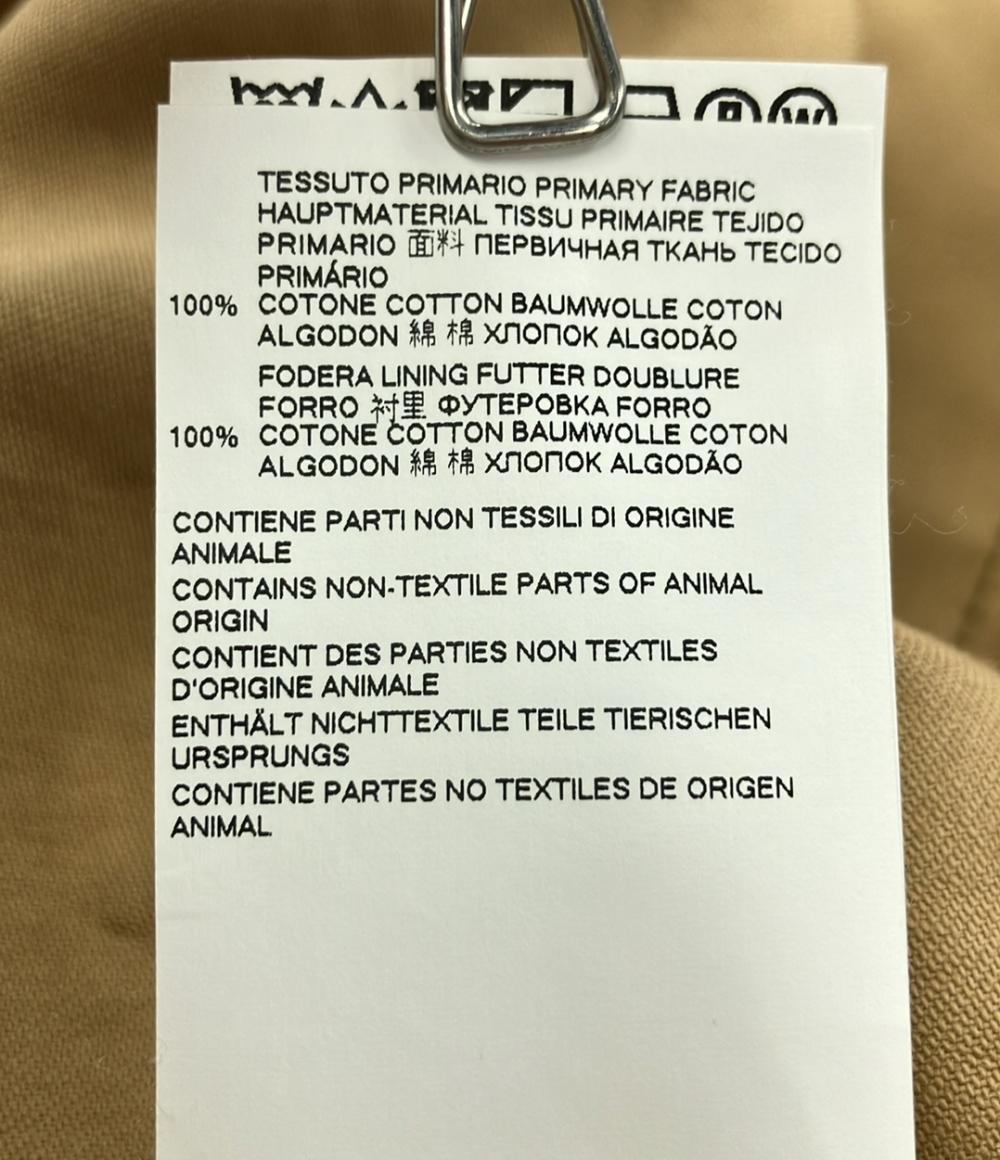 TESSUTO PRIMARIO PRIMARY FABRIC
HAUPTMATERIAL TISSU PRIMAIRE TEJIDO
PRIMARIO 面料 ПЕРВИЧНАЯ ТКАНЬ TECIDO
PRIMÁRIO
100% COTONE COTTON BAUMWOLLE COTON
ALGODON 綿 棉 ХЛОПОК ALGODÃO
FODERA LINING FUTTER DOUBLURE
FORRO 衬里 ФУТЕРОВКА FORRO
100% COTONE COTTON BAUMWOLLE COTON
ALGODON 綿 棉 ХЛОПОК ALGODÃO
CONTIENE PARTI NON TESSILI DI ORIGINE
ANIMALE
CONTAINS NON-TEXTILE PARTS OF ANIMAL
ORIGIN
CONTIENT DES PARTIES NON TEXTILES
D'ORIGINE ANIMALE
ENTHÄLT NICHTTEXTILE TEILE TIERISCHEN
URSPRUNGS
CONTIENE PARTES NO TEXTILES DE ORIGEN
ANIMAL